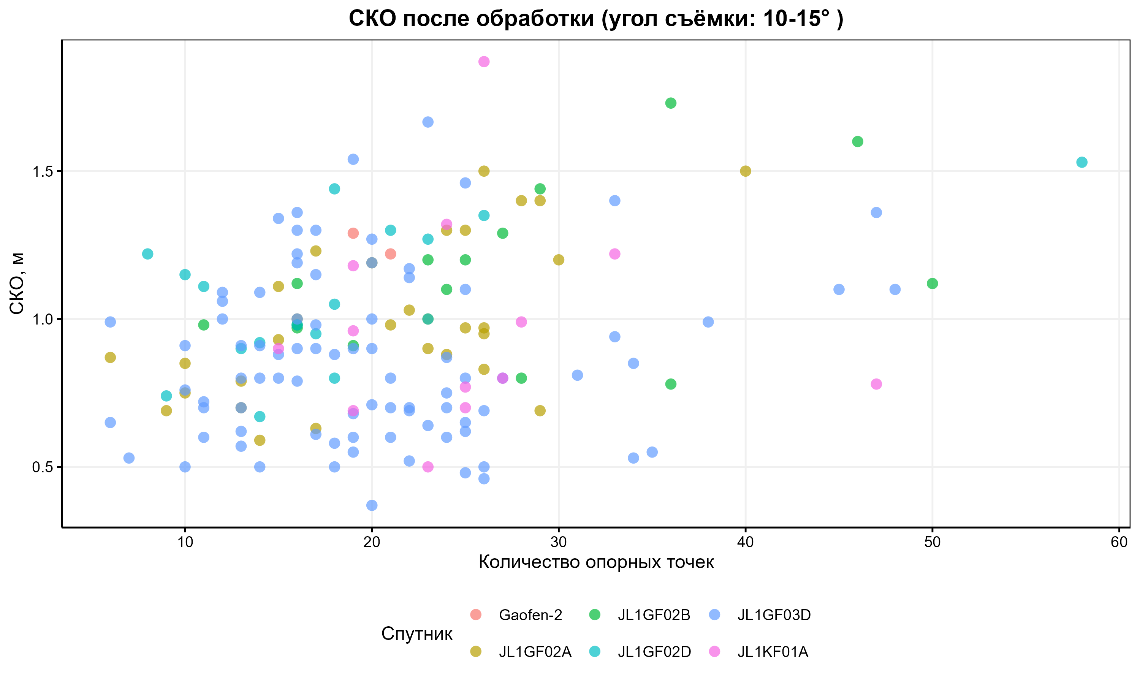 СКО после обработки (угол съёмки: 10-15° )
СКО, м
1.5
1.0
0.5
10 20 30 40 50 60
Количество опорных точек
Спутник
Gaofen-2 JL1GF02B JL1GF03D
JL1GF02A JL1GF02D JL1KF01A